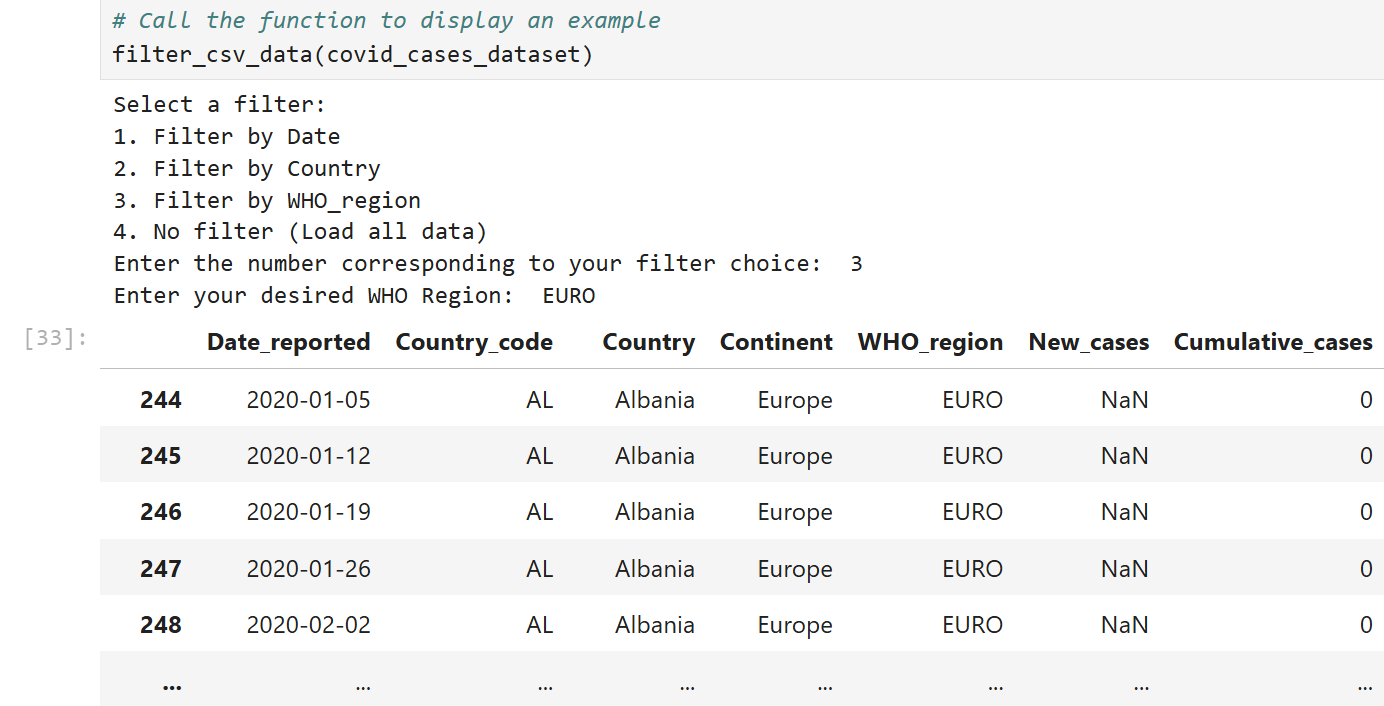 # Call the function to display an example
filter_csv_data(covid_cases_dataset)
Select a filter:
1. Filter by Date
2. Filter by Country
3. Filter by WHO_region
4. No filter (Load all data)
Enter the number corresponding to your filter choice:  3
Enter your desired WHO Region:  EURO
[33]:
Date_reported Country_code Country Continent WHO_region New_cases Cumulative_cases
244 2020-01-05 AL Albania Europe EURO NaN 0
245 2020-01-12 AL Albania Europe EURO NaN 0
246 2020-01-19 AL Albania Europe EURO NaN 0
247 2020-01-26 AL Albania Europe EURO NaN 0
248 2020-02-02 AL Albania Europe EURO NaN 0
... ... ... ... ... ... ... ...